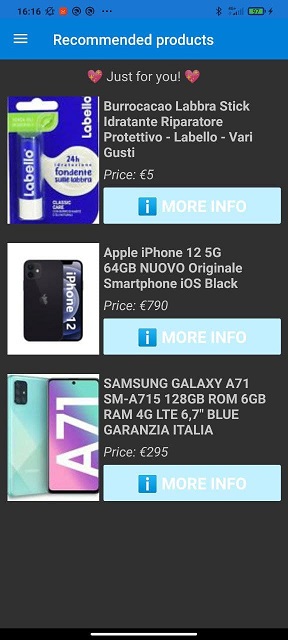 16:16
97
Recommended products
💖 Just for you! 💖
Labello
24h
idratazione
fondente
sulle labbra
CLASSIC
CARE
Burrocacao Labbra Stick
Idratante Riparatore
Protettivo - Labello - Vari
Gusti
Price: €5
ℹ MORE INFO
iPhone 12
Apple iPhone 12 5G
64GB NUOVO Originale
Smartphone iOS Black
Price: €790
ℹ MORE INFO
A71
SAMSUNG GALAXY A71
SM-A715 128GB ROM 6GB
RAM 4G LTE 6,7" BLUE
GARANZIA ITALIA
Price: €295
ℹ MORE INFO